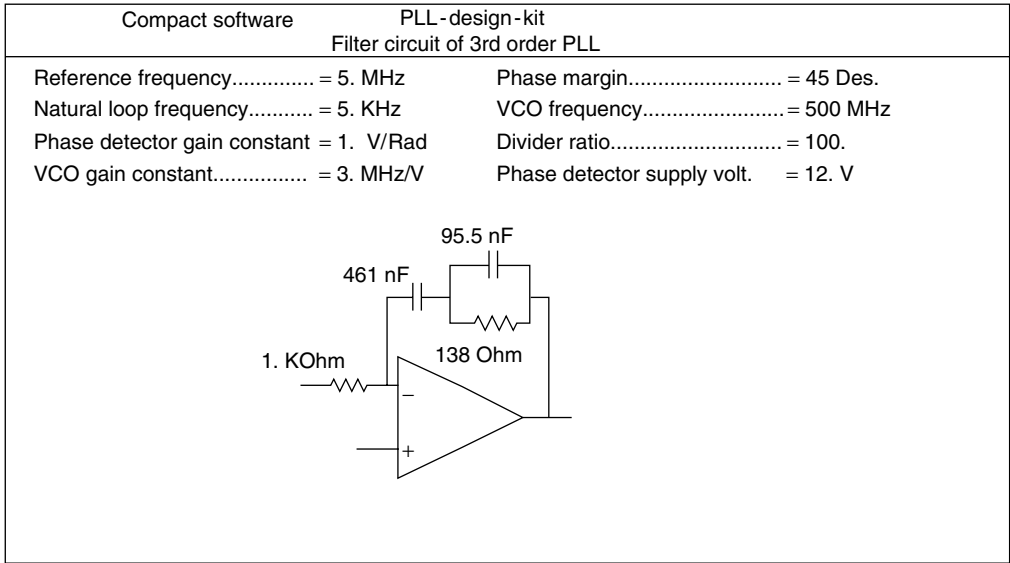 Compact software PLL-design-kit
Filter circuit of 3rd order PLL
Reference frequency.............. = 5. MHz Phase margin........................... = 45 Des.
Natural loop frequency........... = 5. KHz VCO frequency.........................= 500 MHz
Phase detector gain constant = 1. V/Rad Divider ratio.............................. = 100.
VCO gain constant................ = 3. MHz/V Phase detector supply volt. = 12. V
95.5 nF
461 nF
1. KOhm
138 Ohm
−
+